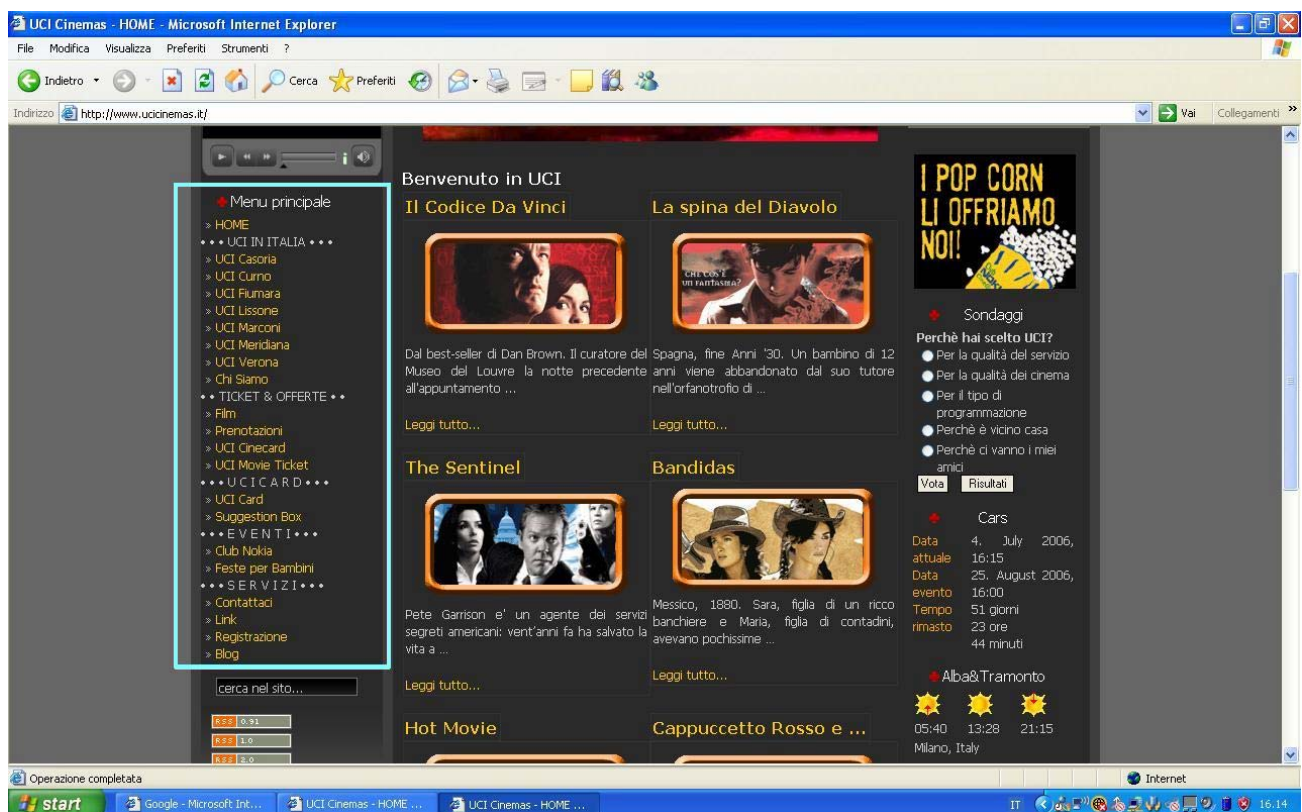 UCI Cinemas - HOME - Microsoft Internet Explorer
File Modifica Visualizza Preferiti Strumenti ?
Indietro Cerca Preferiti
Indirizzo http://www.ucicinemas.it/ Vai Collegamenti »
Menu principale
» HOME
• • • UCI IN ITALIA • • •
» UCI Casoria
» UCI Curno
» UCI Fiumara
» UCI Lissone
» UCI Marconi
» UCI Meridiana
» UCI Verona
» Chi Siamo
• • TICKET & OFFERTE • •
» Film
» Prenotazioni
» UCI Cinecard
» UCI Movie Ticket
• • • U C I C A R D • • •
» UCI Card
» Suggestion Box
• • • E V E N T I • • •
» Club Nokia
» Feste per Bambini
• • • S E R V I Z I • • •
» Contattaci
» Link
» Registrazione
» Blog
cerca nel sito...
RSS 0.91
RSS 1.0
RSS 2.0
Benvenuto in UCI
Il Codice Da Vinci
Dal best-seller di Dan Brown. Il curatore del
Museo del Louvre la notte precedente
all'appuntamento ...
Leggi tutto...
La spina del Diavolo
CHE COS'È
UN FANTASMA?
Spagna, fine Anni '30. Un bambino di 12
anni viene abbandonato dal suo tutore
nell'orfanotrofio di ...
Leggi tutto...
The Sentinel
Pete Garrison e' un agente dei servizi
segreti americani: vent'anni fa ha salvato la
vita a ...
Leggi tutto...
Bandidas
Messico, 1880. Sara, figlia di un ricco
banchiere e Maria, figlia di contadini,
avevano pochissime ...
Leggi tutto...
Hot Movie
Cappuccetto Rosso e ...
I POP CORN
LI OFFRIAMO
NOI!
Sondaggi
Perchè hai scelto UCI?
Per la qualità del servizio
Per la qualità dei cinema
Per il tipo di
programmazione
Perchè è vicino casa
Perchè ci vanno i miei
amici
Vota Risultati
Cars
Data attuale 4. July 2006, 16:15
Data evento 25. August 2006, 16:00
Tempo rimasto 51 giorni
23 ore
44 minuti
Alba&Tramonto
05:40 13:28 21:15
Milano, Italy
Operazione completata Internet
start Google - Microsoft Int... UCI Cinemas - HOME ... UCI Cinemas - HOME ... IT 16.14